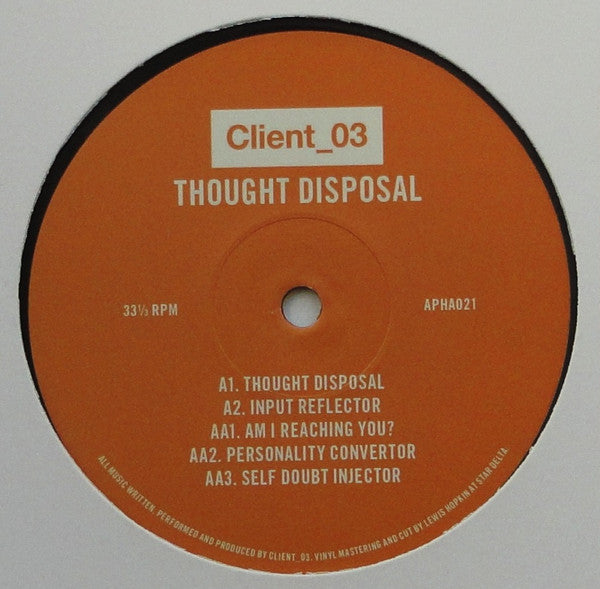 Client_03
THOUGHT DISPOSAL
33⅓ RPM
APHA021
A1. THOUGHT DISPOSAL
A2. INPUT REFLECTOR
AA1. AM I REACHING YOU?
AA2. PERSONALITY CONVERTOR
AA3. SELF DOUBT INJECTOR
ALL MUSIC WRITTEN, PERFORMED AND PRODUCED BY CLIENT_03. VINYL MASTERING AND CUT BY LEWIS HOPKIN AT STAR DELTA